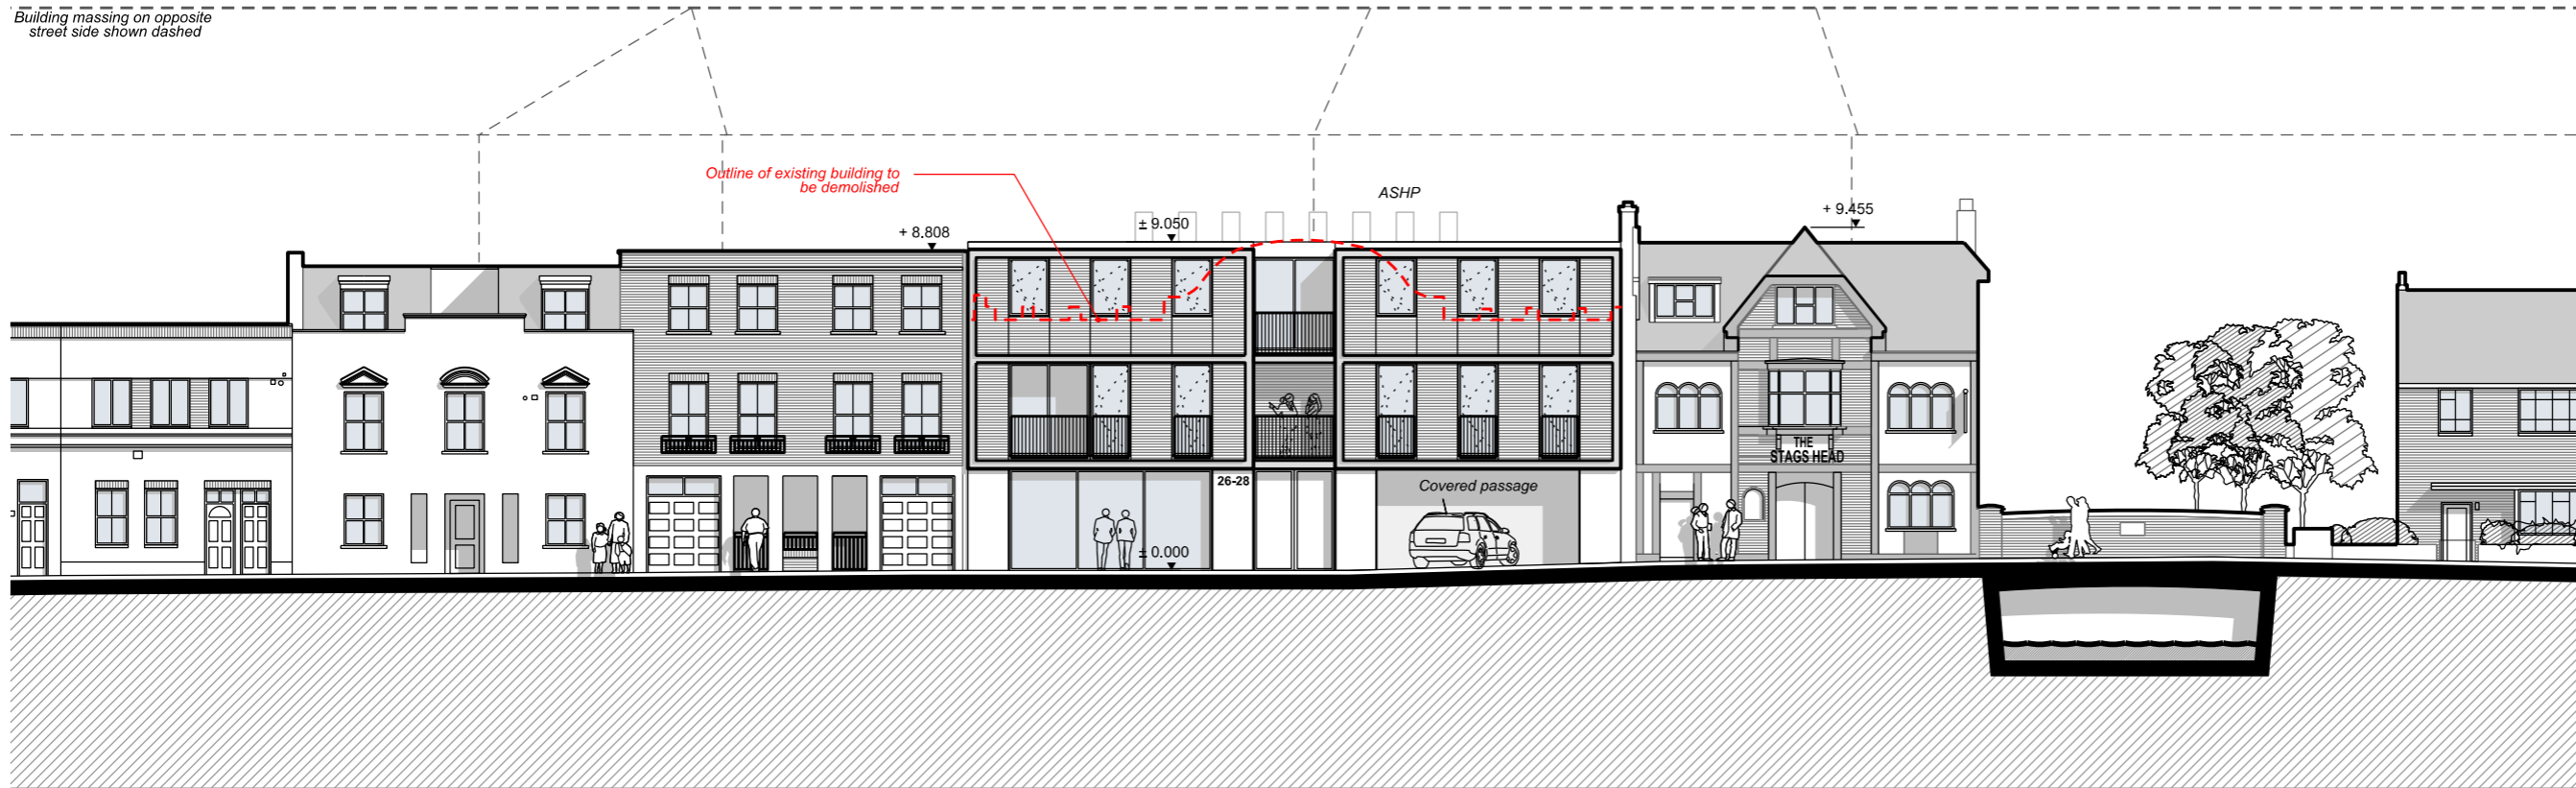 Building massing on opposite
street side shown dashed
Outline of existing building to
be demolished
ASHP
+ 8.808
± 9.050
+ 9.455
THE
STAGS HEAD
26-28
Covered passage
± 0.000